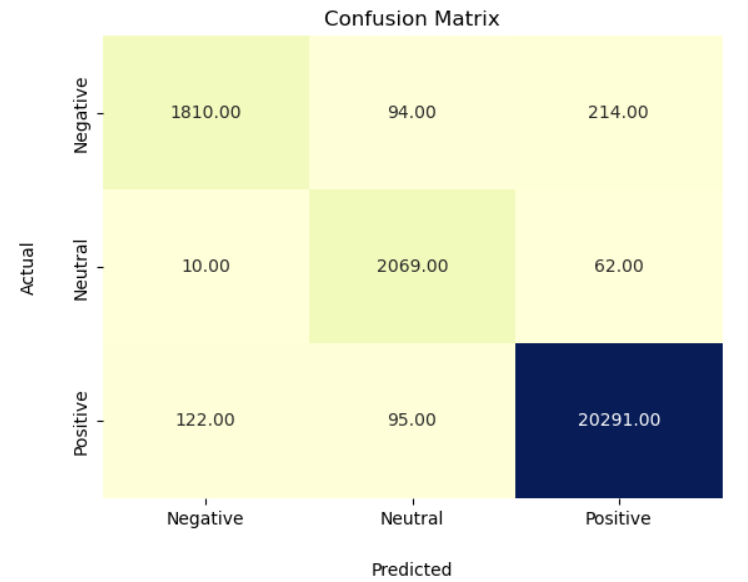 Confusion Matrix
Negative 1810.00 94.00 214.00
Neutral 10.00 2069.00 62.00
Positive 122.00 95.00 20291.00
Actual
Negative Neutral Positive
Predicted